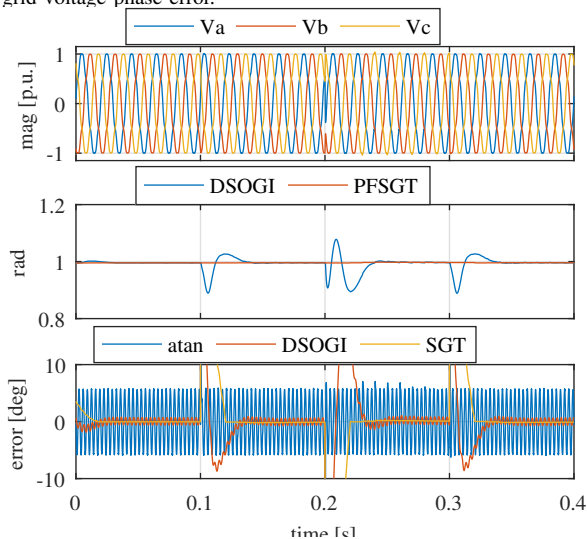 grid voltage phase error.
Va Vb Vc
1
0
-1
mag [p.u.]
DSOGI PFSGT
1.2
1
0.8
rad
atan DSOGI SGT
10
0
-10
error [deg]
0 0.1 0.2 0.3 0.4
time [s]